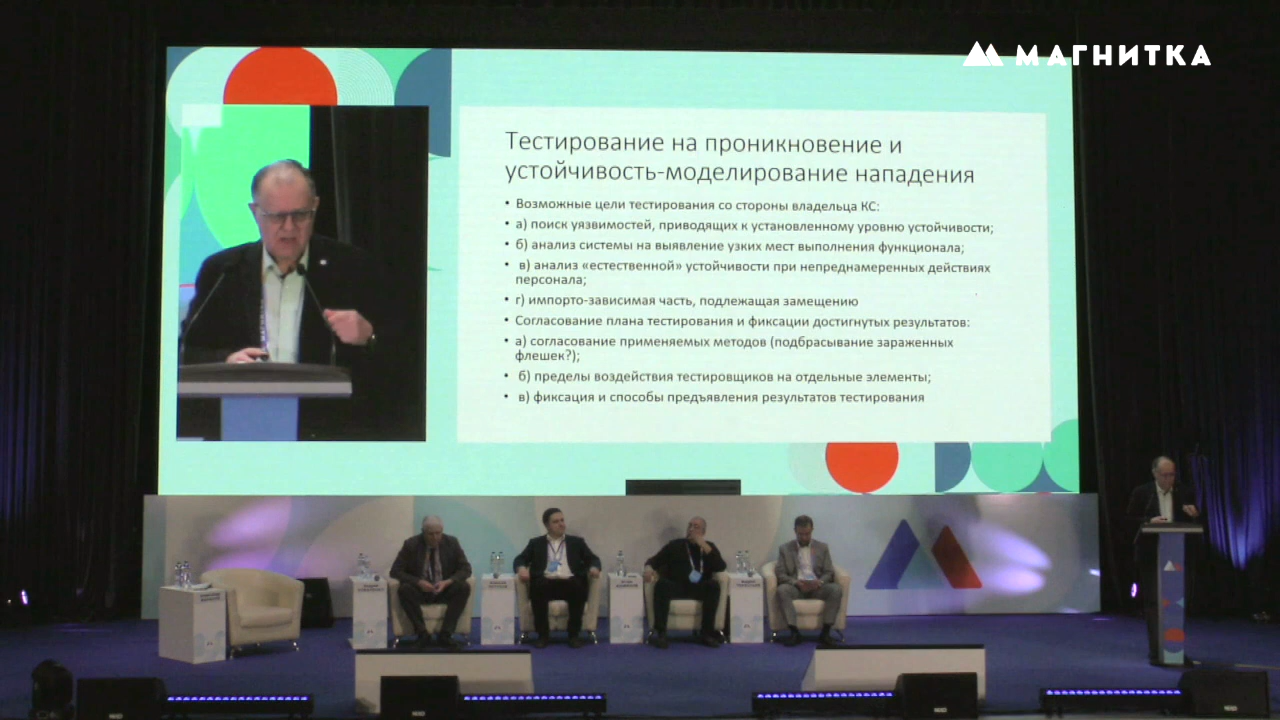 МАГНИТКА
Тестирование на проникновение и
устойчивость-моделирование нападения
• Возможные цели тестирования со стороны владельца КС:
• а) поиск уязвимостей, приводящих к установленному уровню устойчивости;
• б) анализ системы на выявление узких мест выполнения функционала;
• в) анализ «естественной» устойчивости при непреднамеренных действиях
персонала;
• г) импорто-зависимая часть, подлежащая замещению
• Согласование плана тестирования и фиксации достигнутых результатов:
• а) согласование применяемых методов (подбрасывание зараженных
флешек?);
• б) пределы воздействия тестировщиков на отдельные элементы;
• в) фиксация и способы предъявления результатов тестирования